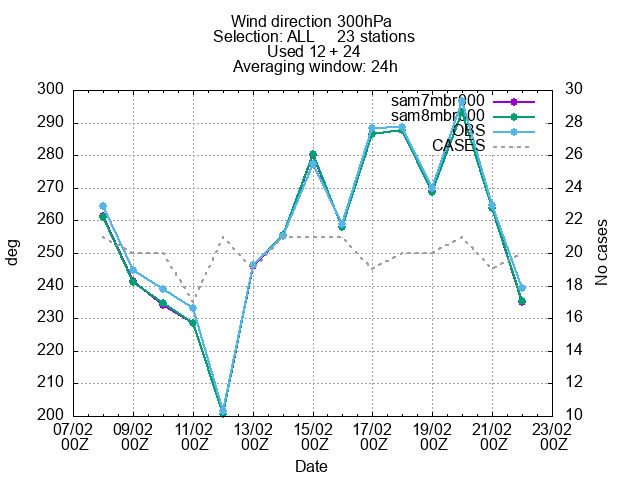 Wind direction 300hPa
Selection: ALL 23 stations
Used 12 + 24
Averaging window: 24h
300 30
sam7mbr000
sam8mbr000
OBS
CASES
290 28
280 26
270 24
260 22
250 20
240 18
230 16
220 14
210 12
200 10
deg
No cases
07/02 09/02 11/02 13/02 15/02 17/02 19/02 21/02 23/02
00Z 00Z 00Z 00Z 00Z 00Z 00Z 00Z 00Z
Date